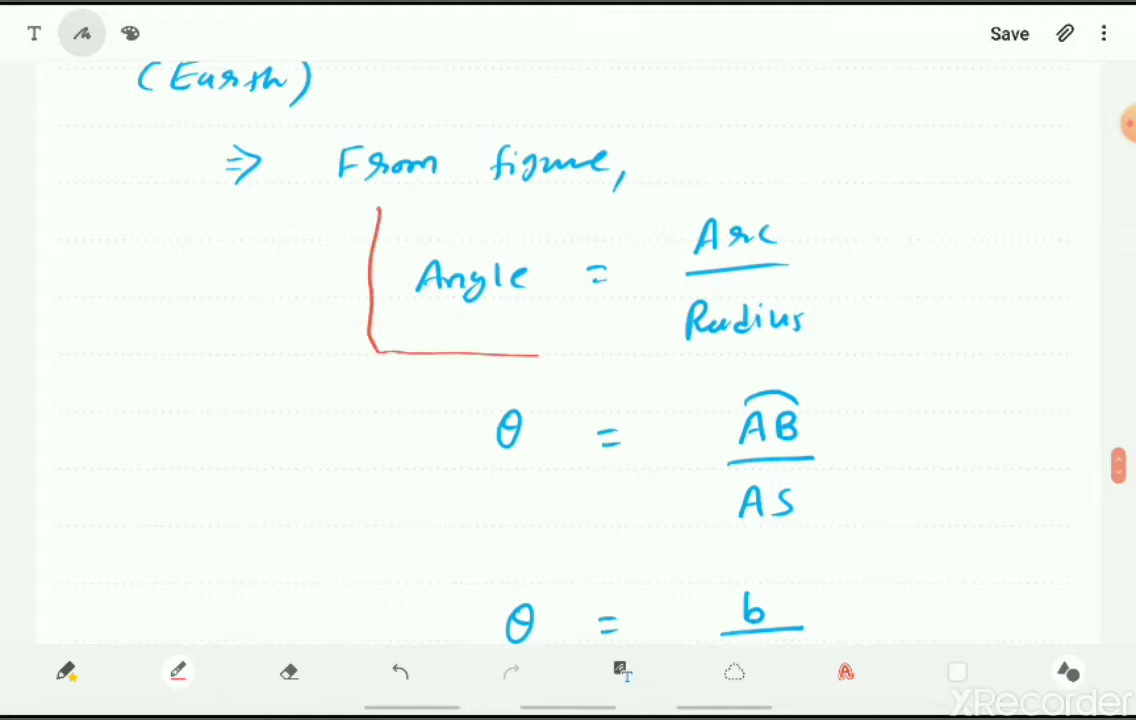 T Save
(Earth)
⇒ From figure,
Angle = Arc / Radius
θ = AB / AS
θ = b
XRecorder